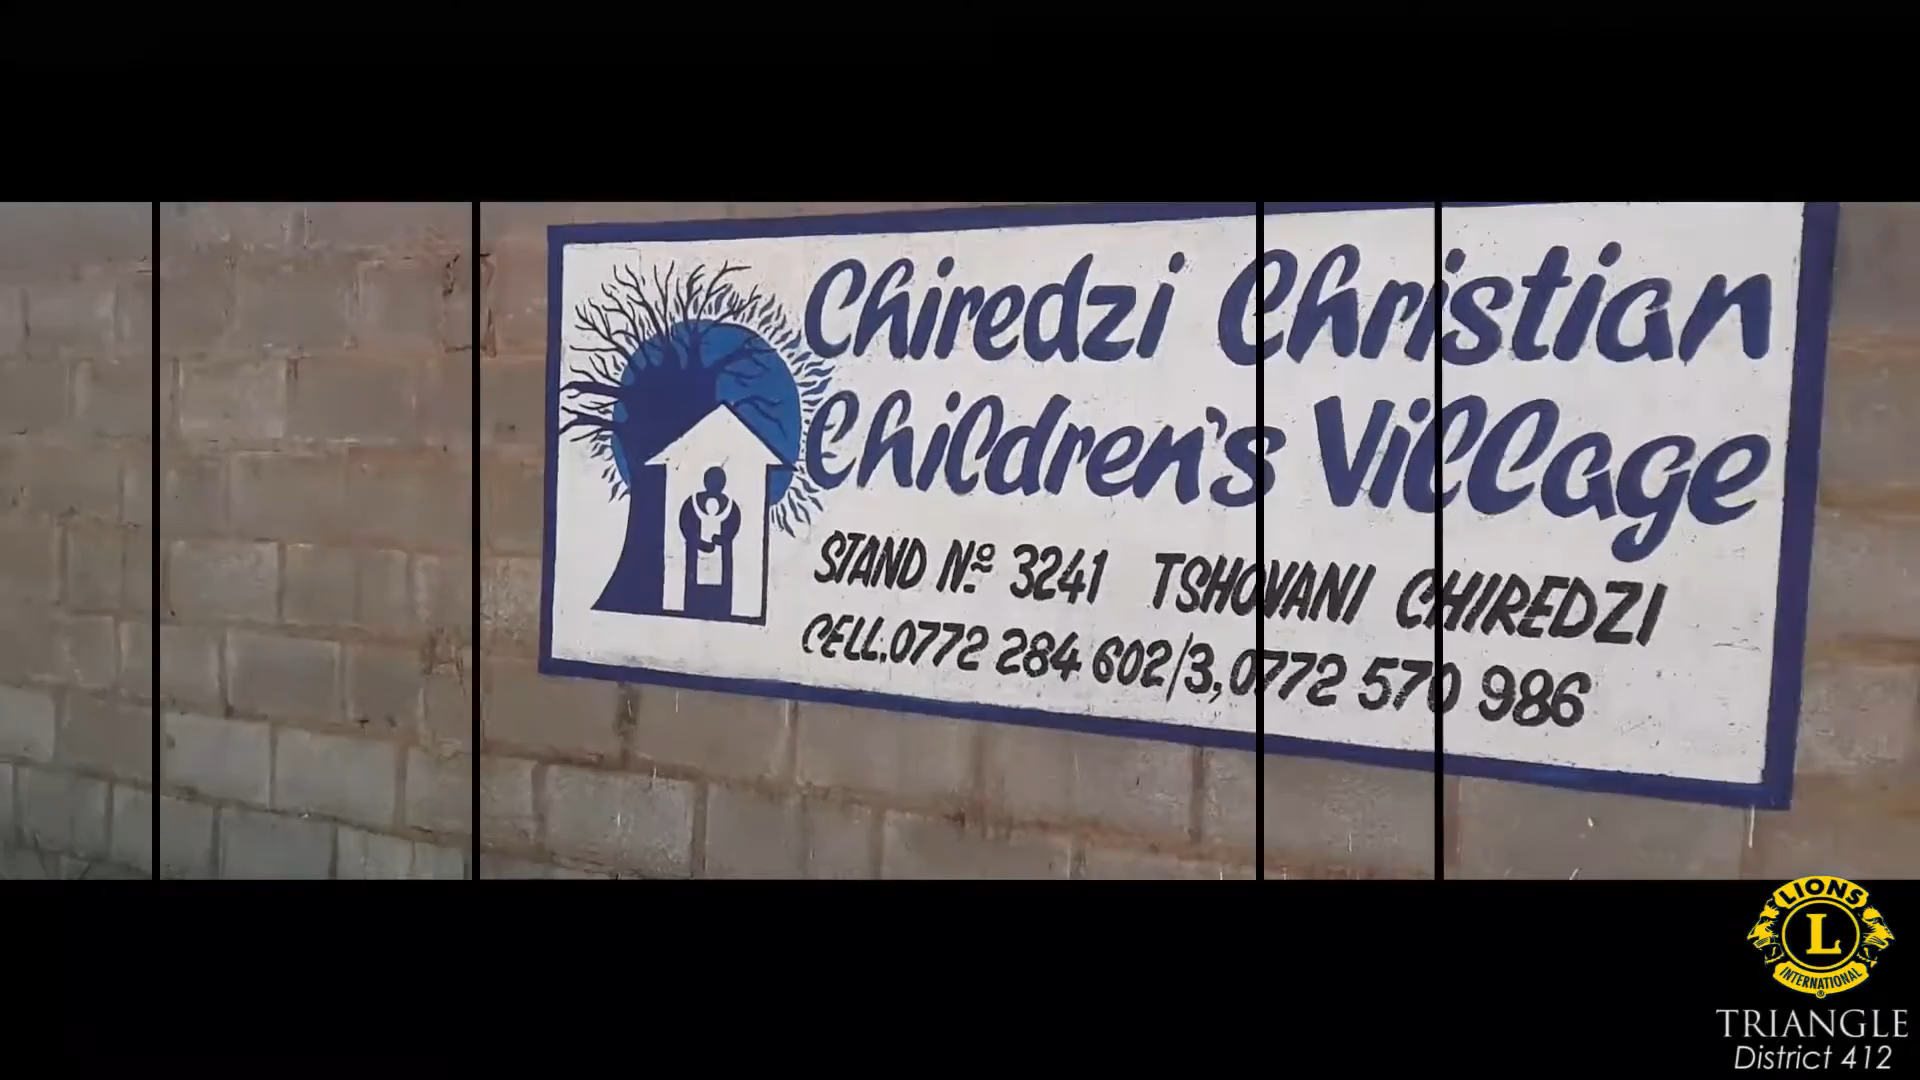 Chiredzi Christian
Children's Village
STAND Nº 3241 TSHOVANI CHIREDZI
CELL.0772 284 602/3,0772 570 986
LIONS
L
INTERNATIONAL
®
TRIANGLE
District 412